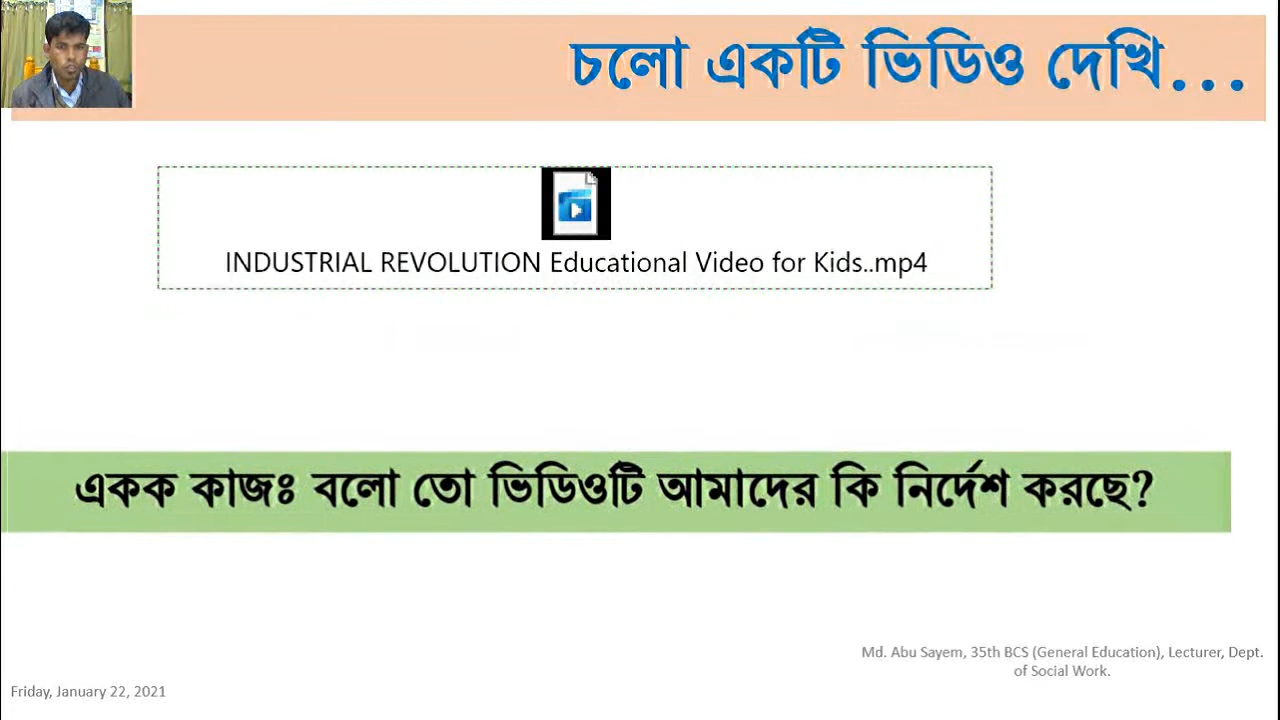 চলো একটি ভিডিও দেখি...
INDUSTRIAL REVOLUTION Educational Video for Kids..mp4
একক কাজঃ বলো তো ভিডিওটি আমাদের কি নির্দেশ করছে?
Md. Abu Sayem, 35th BCS (General Education), Lecturer, Dept.
of Social Work.
Friday, January 22, 2021